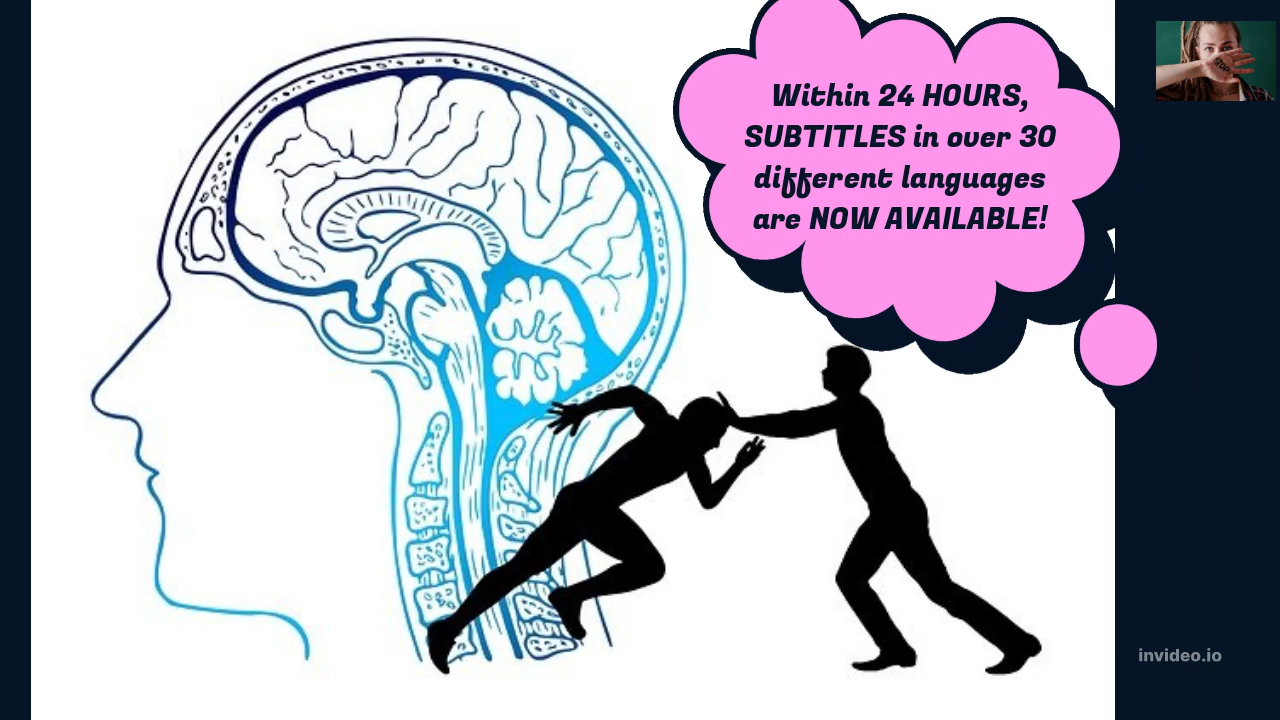 Within 24 HOURS,
SUBTITLES in over 30
different languages
are NOW AVAILABLE!
invideo.io